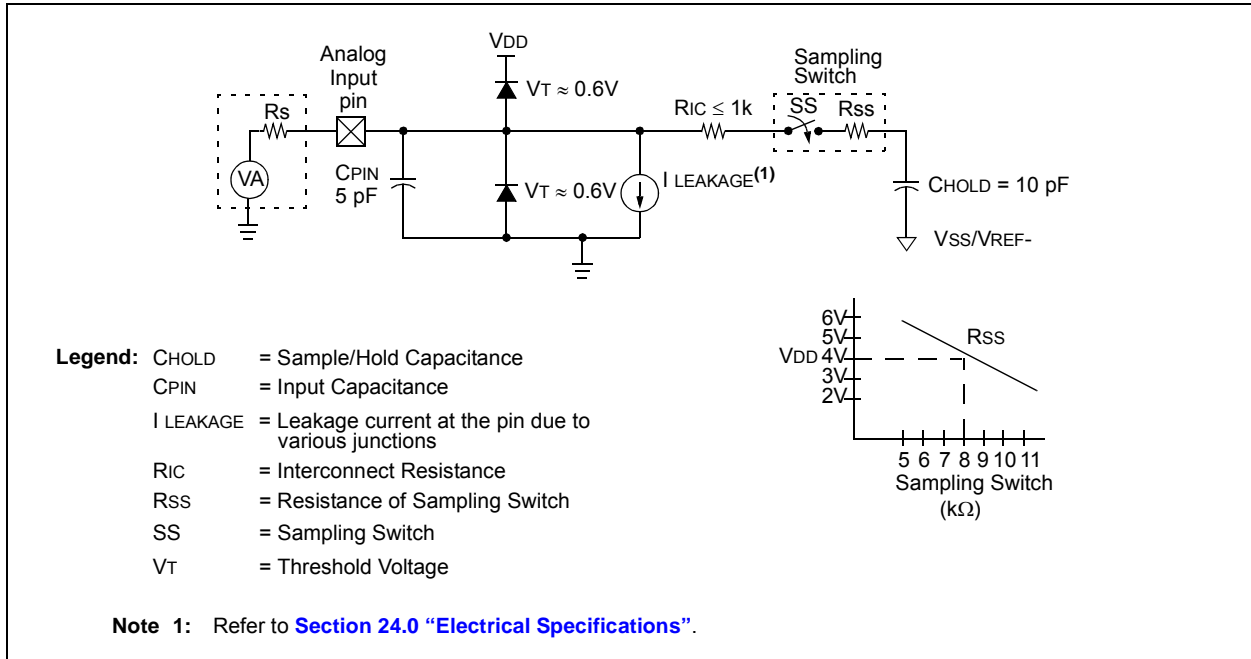 VDD
Analog
Input
pin
Sampling
Switch
VT ≈ 0.6V
Rs
RIC ≤ 1k
SS
Rss
VA
CPIN
5 pF
VT ≈ 0.6V
I LEAKAGE(1)
CHOLD = 10 pF
VSS/VREF-
6V
5V
VDD 4V
3V
2V
RSS
5 6 7 8 9 10 11
Sampling Switch
(kΩ)
Legend: CHOLD = Sample/Hold Capacitance
CPIN = Input Capacitance
I LEAKAGE = Leakage current at the pin due to
various junctions
RIC = Interconnect Resistance
RSS = Resistance of Sampling Switch
SS = Sampling Switch
VT = Threshold Voltage
Note 1: Refer to Section 24.0 “Electrical Specifications”.